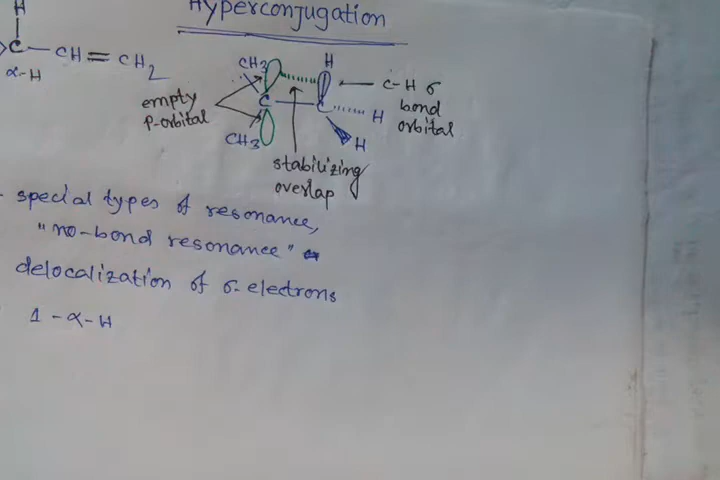 Hyperconjugation
H
C — CH = CH2
α-H
CH3 H
C — C
C-H σ bond orbital
empty P-orbital
H
CH3
H
stabilizing overlap
- special types of resonance,
"no-bond resonance"
delocalization of σ-electrons
1 - α - H